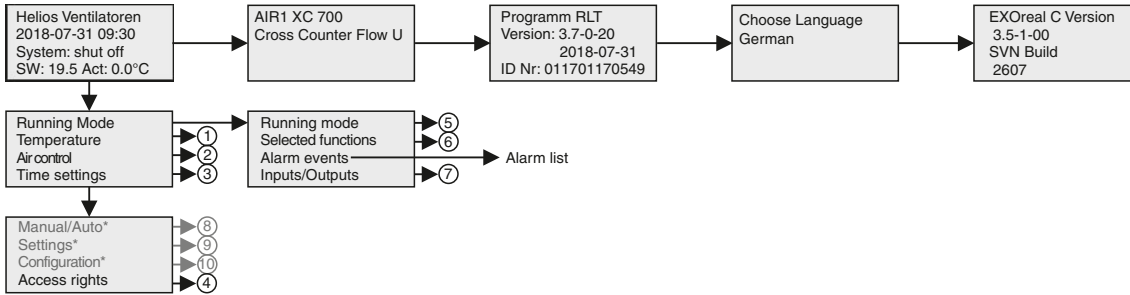 Helios Ventilatoren
2018-07-31 09:30
System: shut off
SW: 19.5 Act: 0.0°C
AIR1 XC 700
Cross Counter Flow U
Programm RLT
Version: 3.7-0-20
2018-07-31
ID Nr: 011701170549
Choose Language
German
EXOreal C Version
3.5-1-00
SVN Build
2607
Running Mode
Temperature
Air control
Time settings
1
2
3
Running mode
Selected functions
Alarm events
Inputs/Outputs
5
6
Alarm list
7
Manual/Auto*
Settings*
Configuration*
Access rights
8
9
10
4